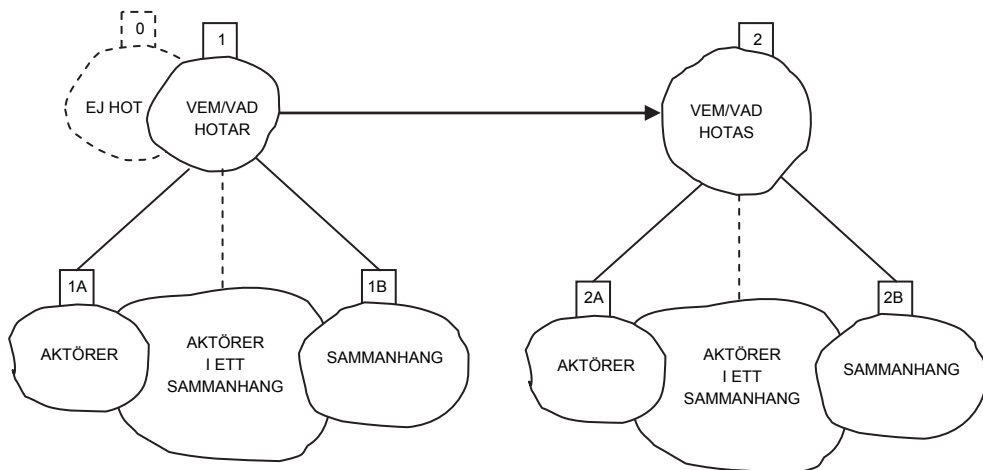 0
1
2
EJ HOT
VEM/VAD
HOTAR
VEM/VAD
HOTAS
1A
1B
2A
2B
AKTÖRER
AKTÖRER
I ETT
SAMMANHANG
SAMMANHANG
AKTÖRER
AKTÖRER
I ETT
SAMMANHANG
SAMMANHANG